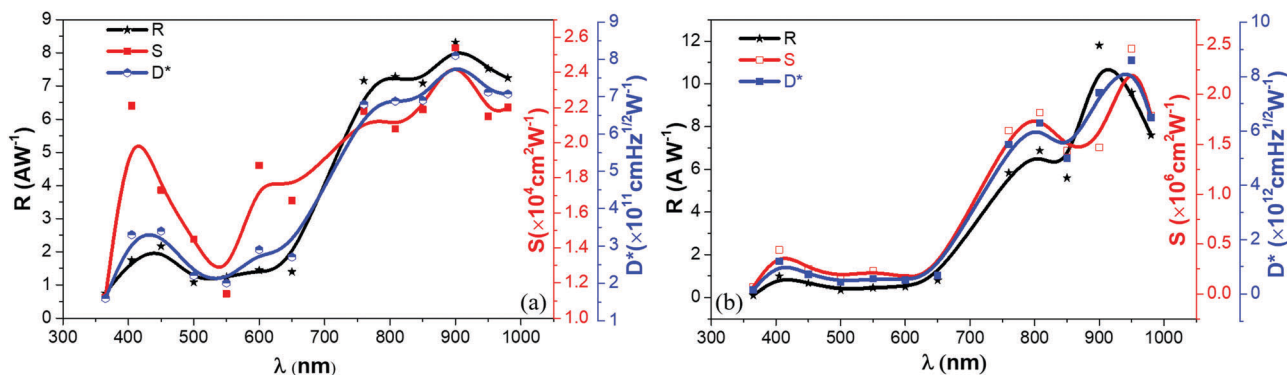 R
S
D*
(a)
9
8
7
6
5
4
3
2
1
0
R (AW-1)
300 400 500 600 700 800 900 1000
λ (nm)
2.6
2.4
2.2
2.0
1.8
1.6
1.4
1.2
1.0
S(×10⁴cm²W⁻¹)
9
8
7
6
5
4
3
2
1
D*(×10¹¹cmHz¹/²W⁻¹)
R
S
D*
(b)
12
10
8
6
4
2
0
R (A W-1)
300 400 500 600 700 800 900 1000
λ (nm)
2.5
2.0
1.5
1.0
0.5
0.0
S (×10⁶cm²W⁻¹)
10
8
6
4
2
0
D* (×10¹²cmHz¹/²W⁻¹)